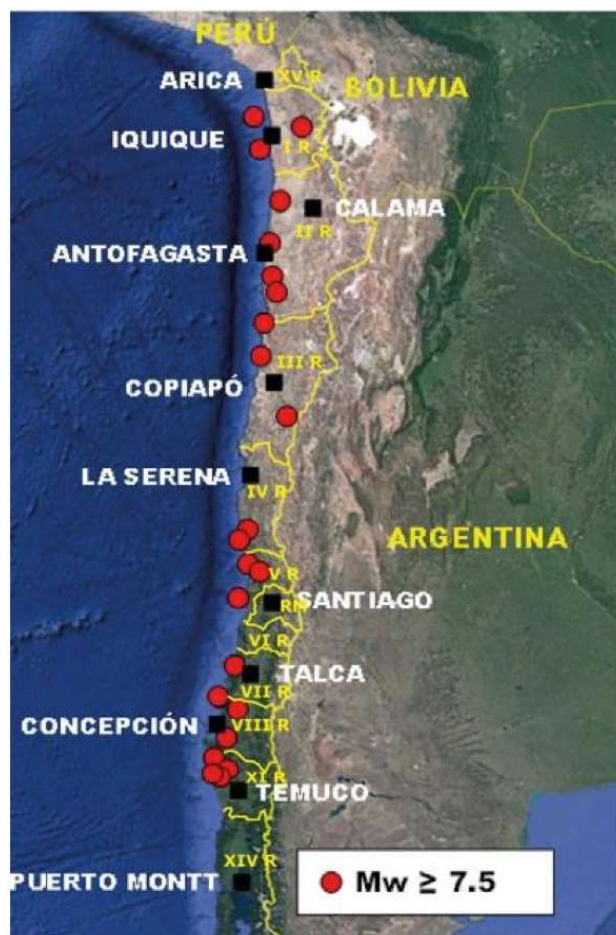 PERÚ
ARICA
XV R
BOLIVIA
IQUIQUE
I R
CALAMA
II R
ANTOFAGASTA
III R
COPIAPÓ
LA SERENA
IV R
ARGENTINA
V R
SANTIAGO
RM
VI R
TALCA
VII R
CONCEPCIÓN
VIII R
XI R
TEMUCO
XIV R
PUERTO MONTT
Mw ≥ 7.5